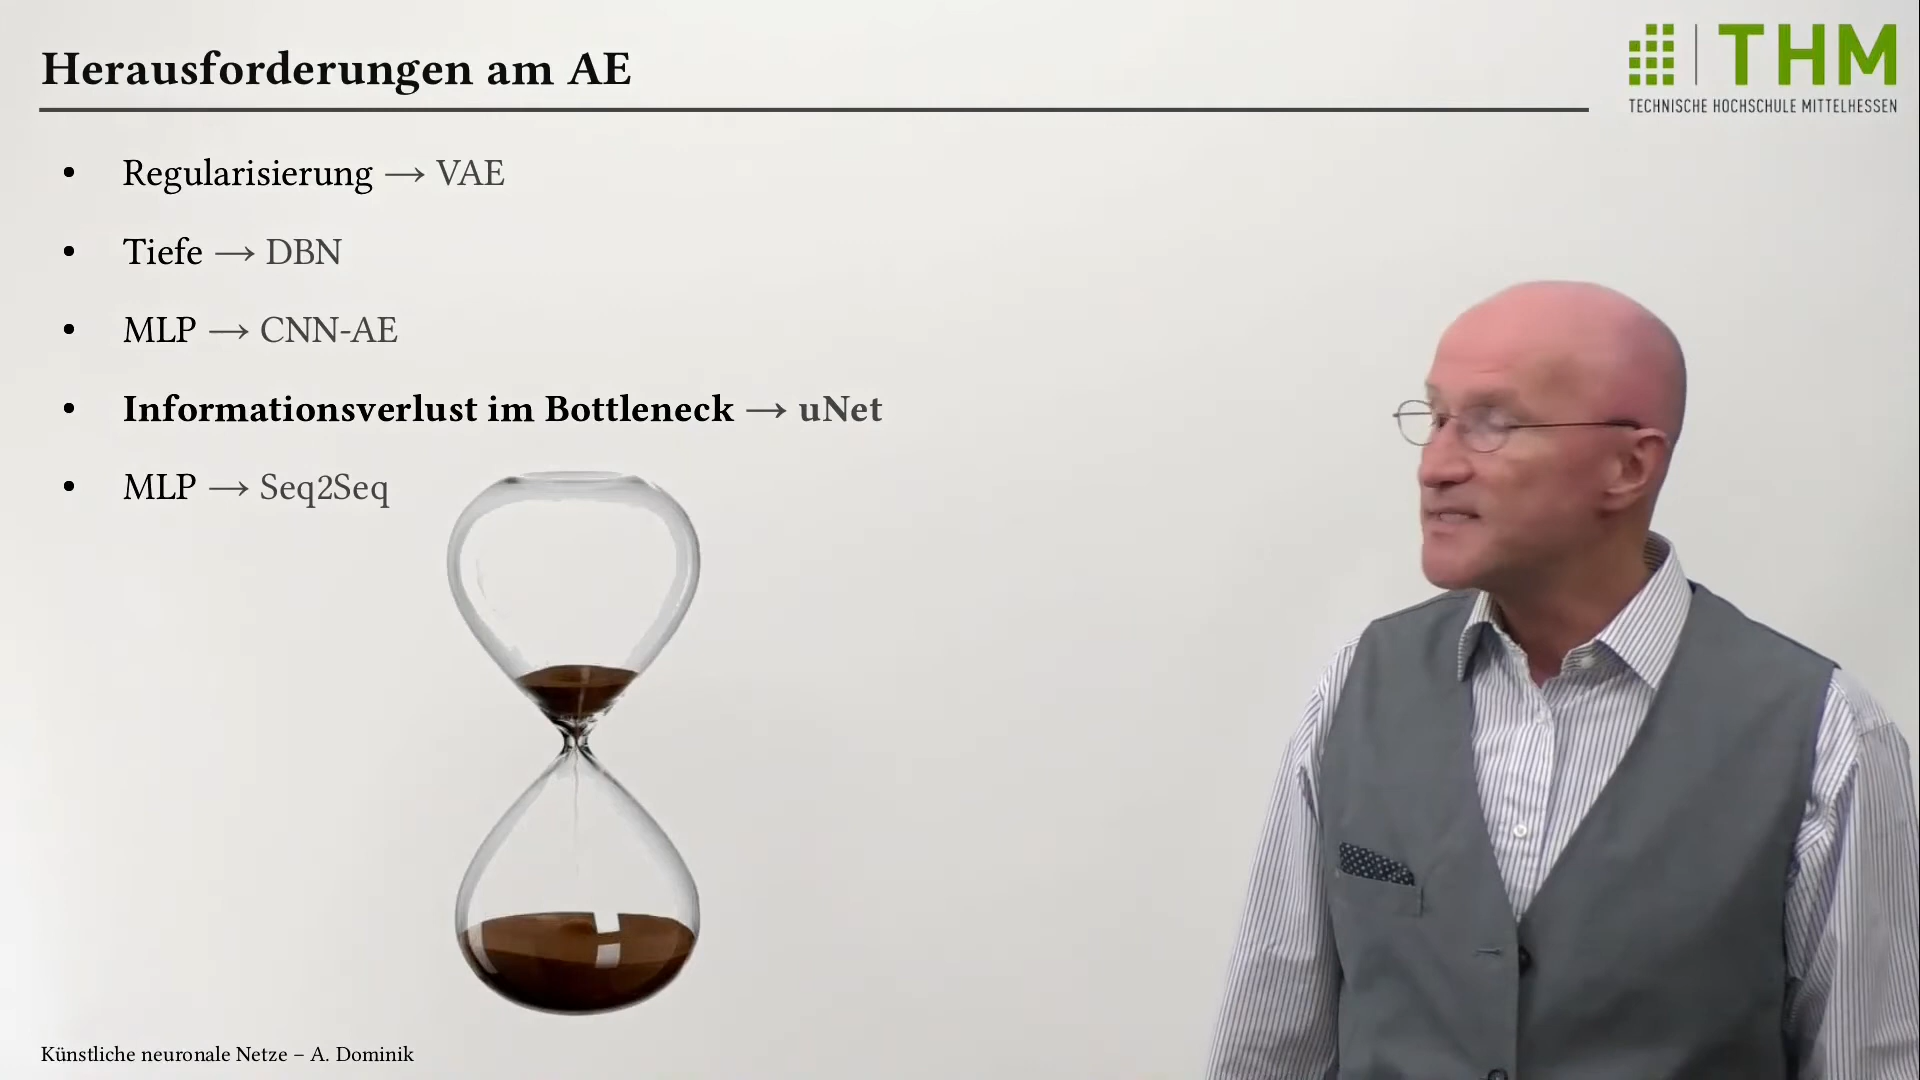 Herausforderungen am AE
THM
TECHNISCHE HOCHSCHULE MITTELHESSEN
• Regularisierung → VAE
• Tiefe → DBN
• MLP → CNN-AE
• Informationsverlust im Bottleneck → uNet
• MLP → Seq2Seq
Künstliche neuronale Netze – A. Dominik